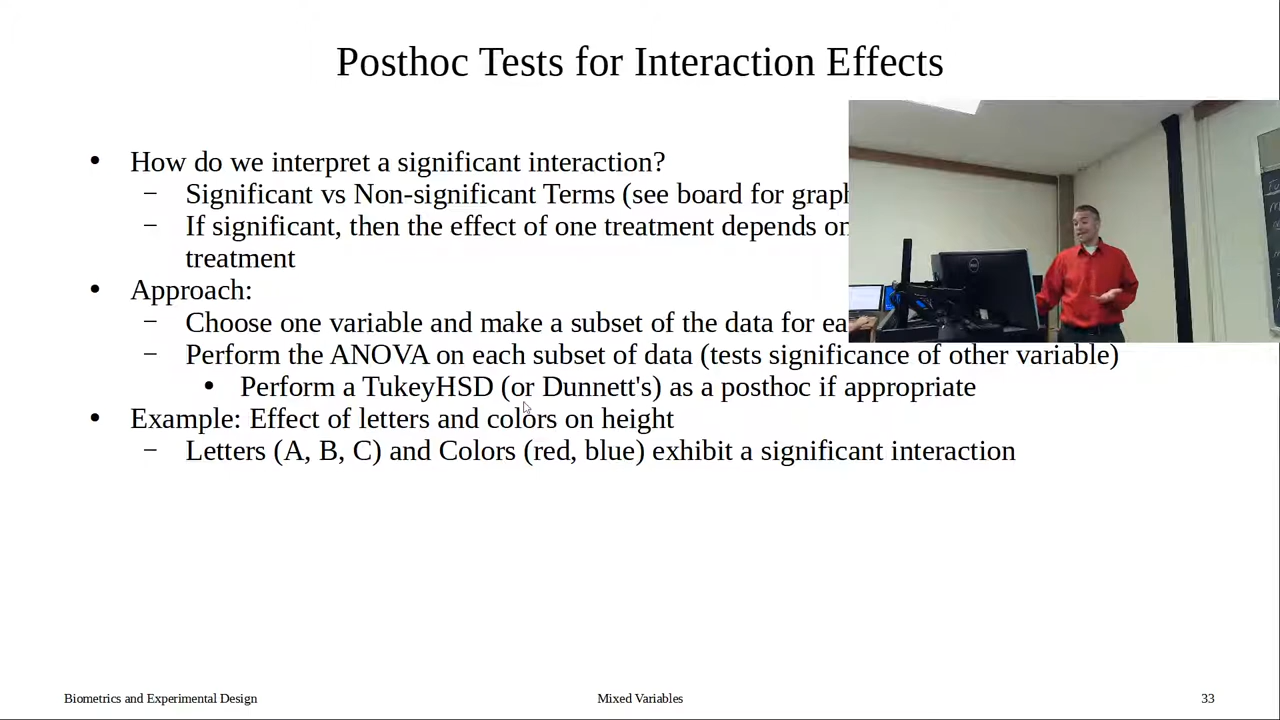 Posthoc Tests for Interaction Effects
• How do we interpret a significant interaction?
– Significant vs Non-significant Terms (see board for graph
– If significant, then the effect of one treatment depends on
treatment
• Approach:
– Choose one variable and make a subset of the data for ea
– Perform the ANOVA on each subset of data (tests significance of other variable)
• Perform a TukeyHSD (or Dunnett's) as a posthoc if appropriate
• Example: Effect of letters and colors on height
– Letters (A, B, C) and Colors (red, blue) exhibit a significant interaction
Biometrics and Experimental Design
Mixed Variables
33